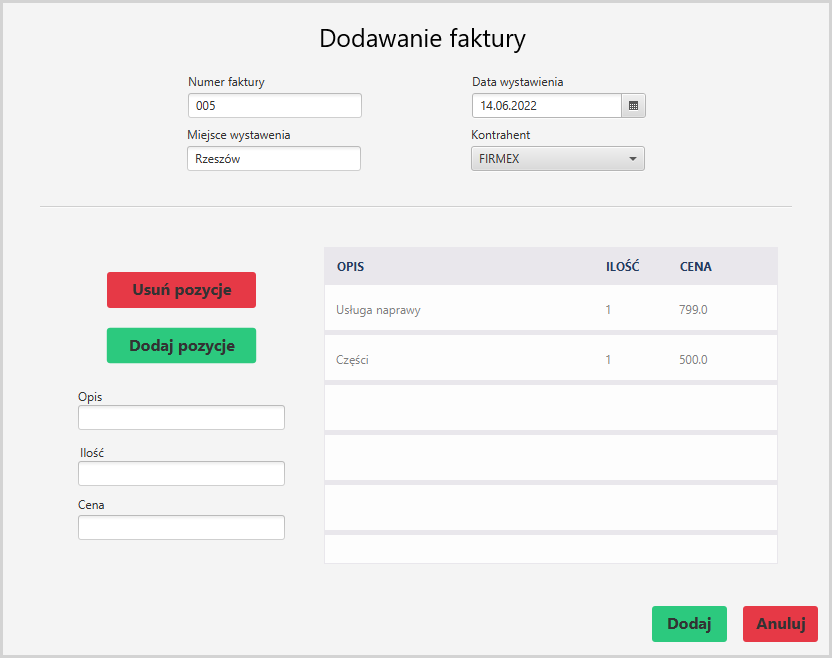 Dodawanie faktury
Numer faktury
Data wystawienia
005
14.06.2022
Miejsce wystawenia
Kontrahent
Rzeszów
FIRMEX
Usuń pozycje
Dodaj pozycje
Opis
Ilość
Cena
OPIS ILOŚĆ CENA
Usługa naprawy 1 799.0
Części 1 500.0
Dodaj
Anuluj